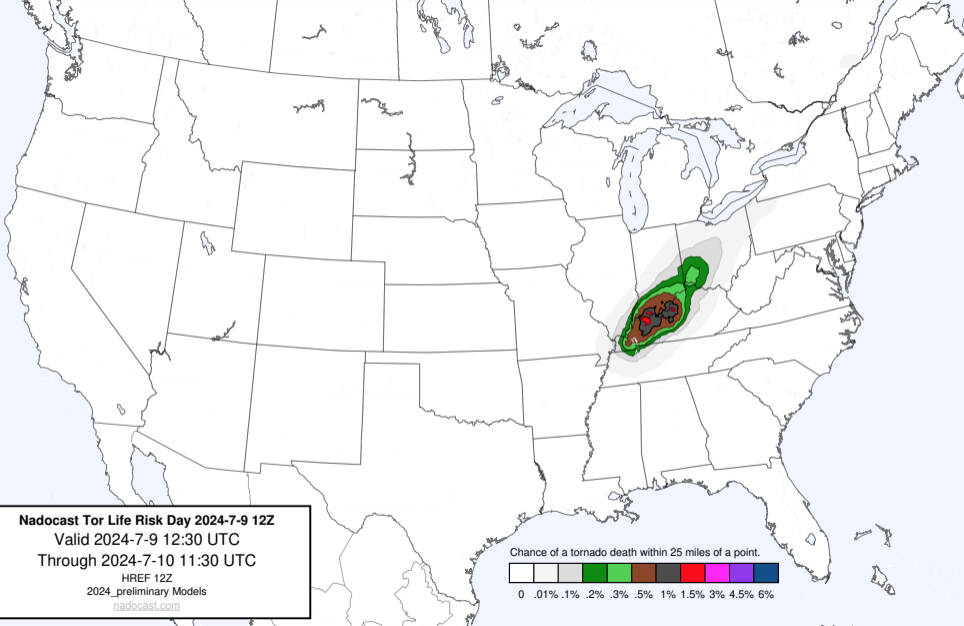 Nadocast Tor Life Risk Day 2024-7-9 12Z
Valid 2024-7-9 12:30 UTC
Through 2024-7-10 11:30 UTC
HREF 12Z
2024_preliminary Models
nadocast.com
Chance of a tornado death within 25 miles of a point.
0 .01% .1% .2% .3% .5% 1% 1.5% 3% 4.5% 6%